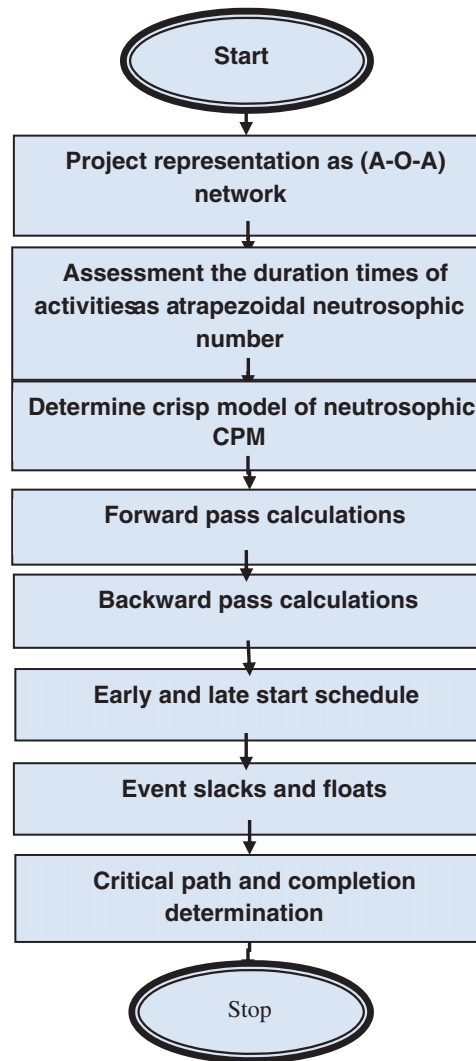 Start
Project representation as (A-O-A)
network
Assessment the duration times of
activitiesas atrapezoidal neutrosophic
number
Determine crisp model of neutrosophic
CPM
Forward pass calculations
Backward pass calculations
Early and late start schedule
Event slacks and floats
Critical path and completion
determination
Stop